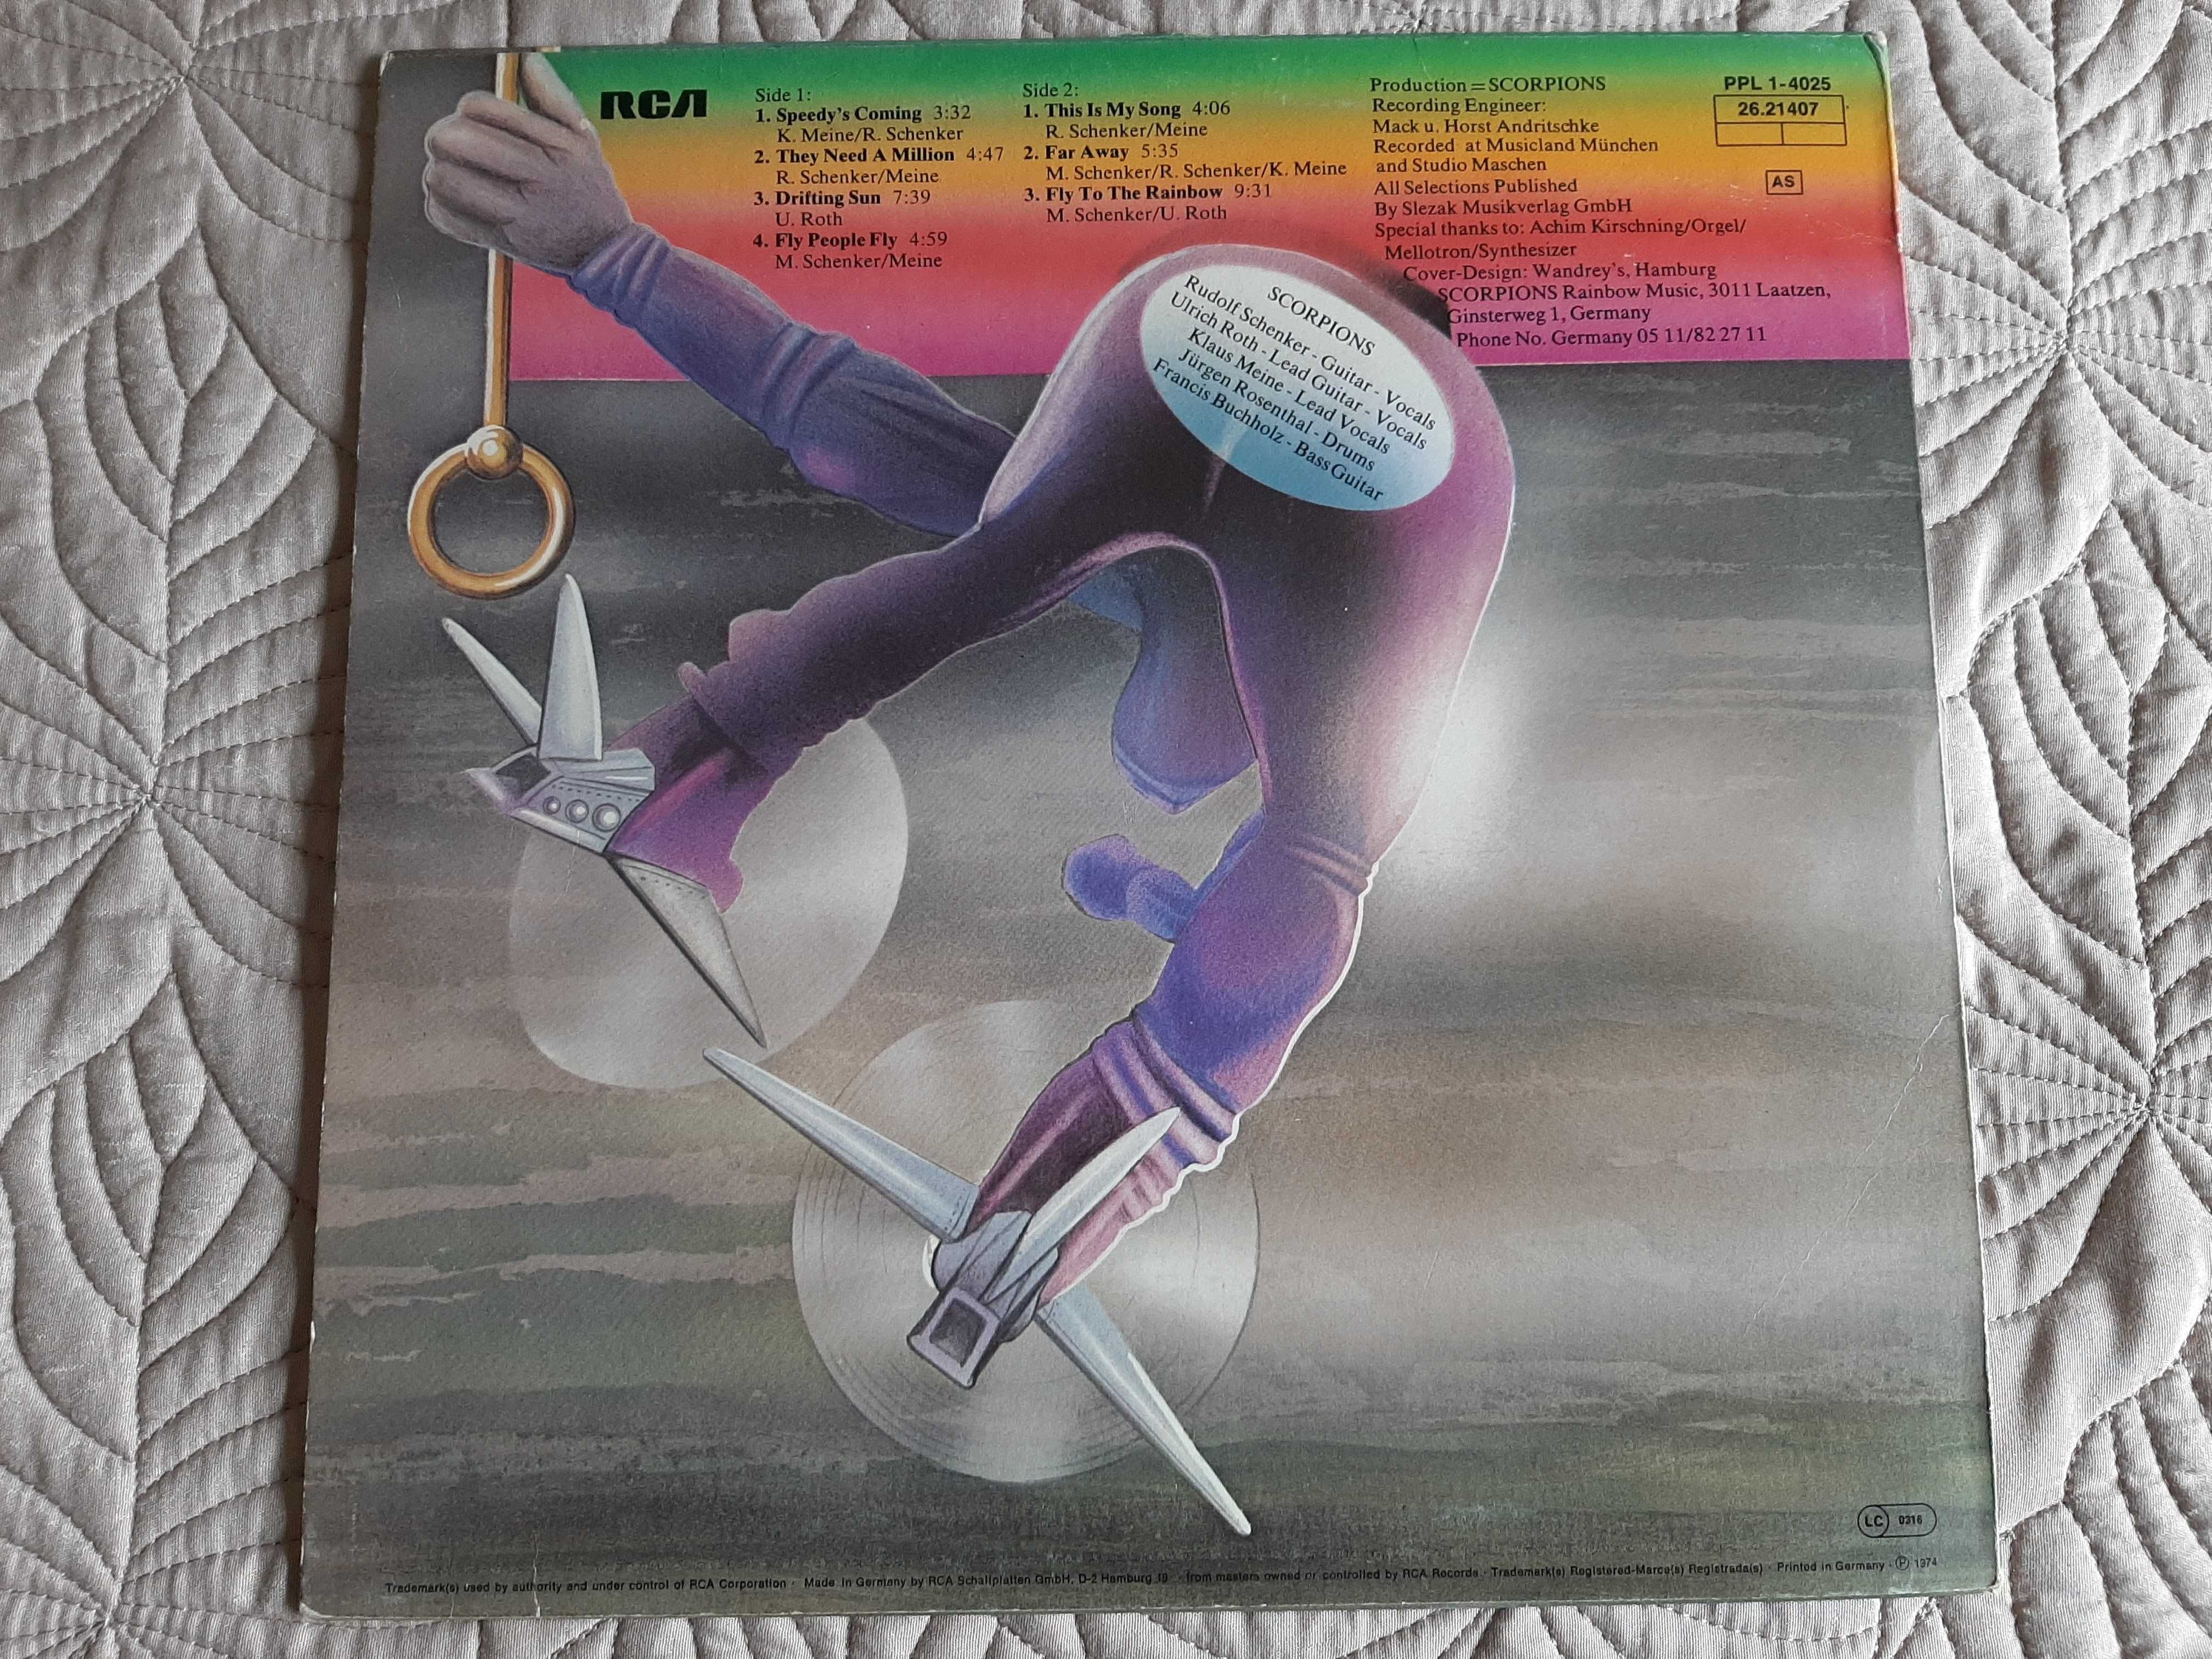 RCA
Side 1:
1. Speedy's Coming 3:32
K. Meine/R. Schenker
2. They Need A Million 4:47
R. Schenker/Meine
3. Drifting Sun 7:39
U. Roth
4. Fly People Fly 4:59
M. Schenker/Meine
Side 2:
1. This Is My Song 4:06
R. Schenker/Meine
2. Far Away 5:35
M. Schenker/R. Schenker/K. Meine
3. Fly To The Rainbow 9:31
M. Schenker/U. Roth
Production = SCORPIONS
Recording Engineer:
Mack u. Horst Andritschke
Recorded at Musicland München
and Studio Maschen
All Selections Published
By Slezak Musikverlag GmbH
Special thanks to: Achim Kirschning/Orgel/
Mellotron/Synthesizer
Cover-Design: Wandrey's, Hamburg
SCORPIONS Rainbow Music, 3011 Laatzen,
Ginsterweg 1, Germany
Phone No. Germany 05 11/82 27 11
PPL 1-4025
26.21407
AS
SCORPIONS
Rudolf Schenker - Guitar - Vocals
Ulrich Roth - Lead Guitar - Vocals
Klaus Meine - Lead Vocals
Jürgen Rosenthal - Drums
Francis Buchholz - Bass Guitar
LC 0316
Trademark(s) used by authority and under control of RCA Corporation · Made in Germany by RCA Schallplatten GmbH, D-2 Hamburg 19 · from masters owned or controlled by RCA Records · Trademark(s) Registered-Marca(s) Registrada(s) · Printed in Germany · Ⓟ 1974